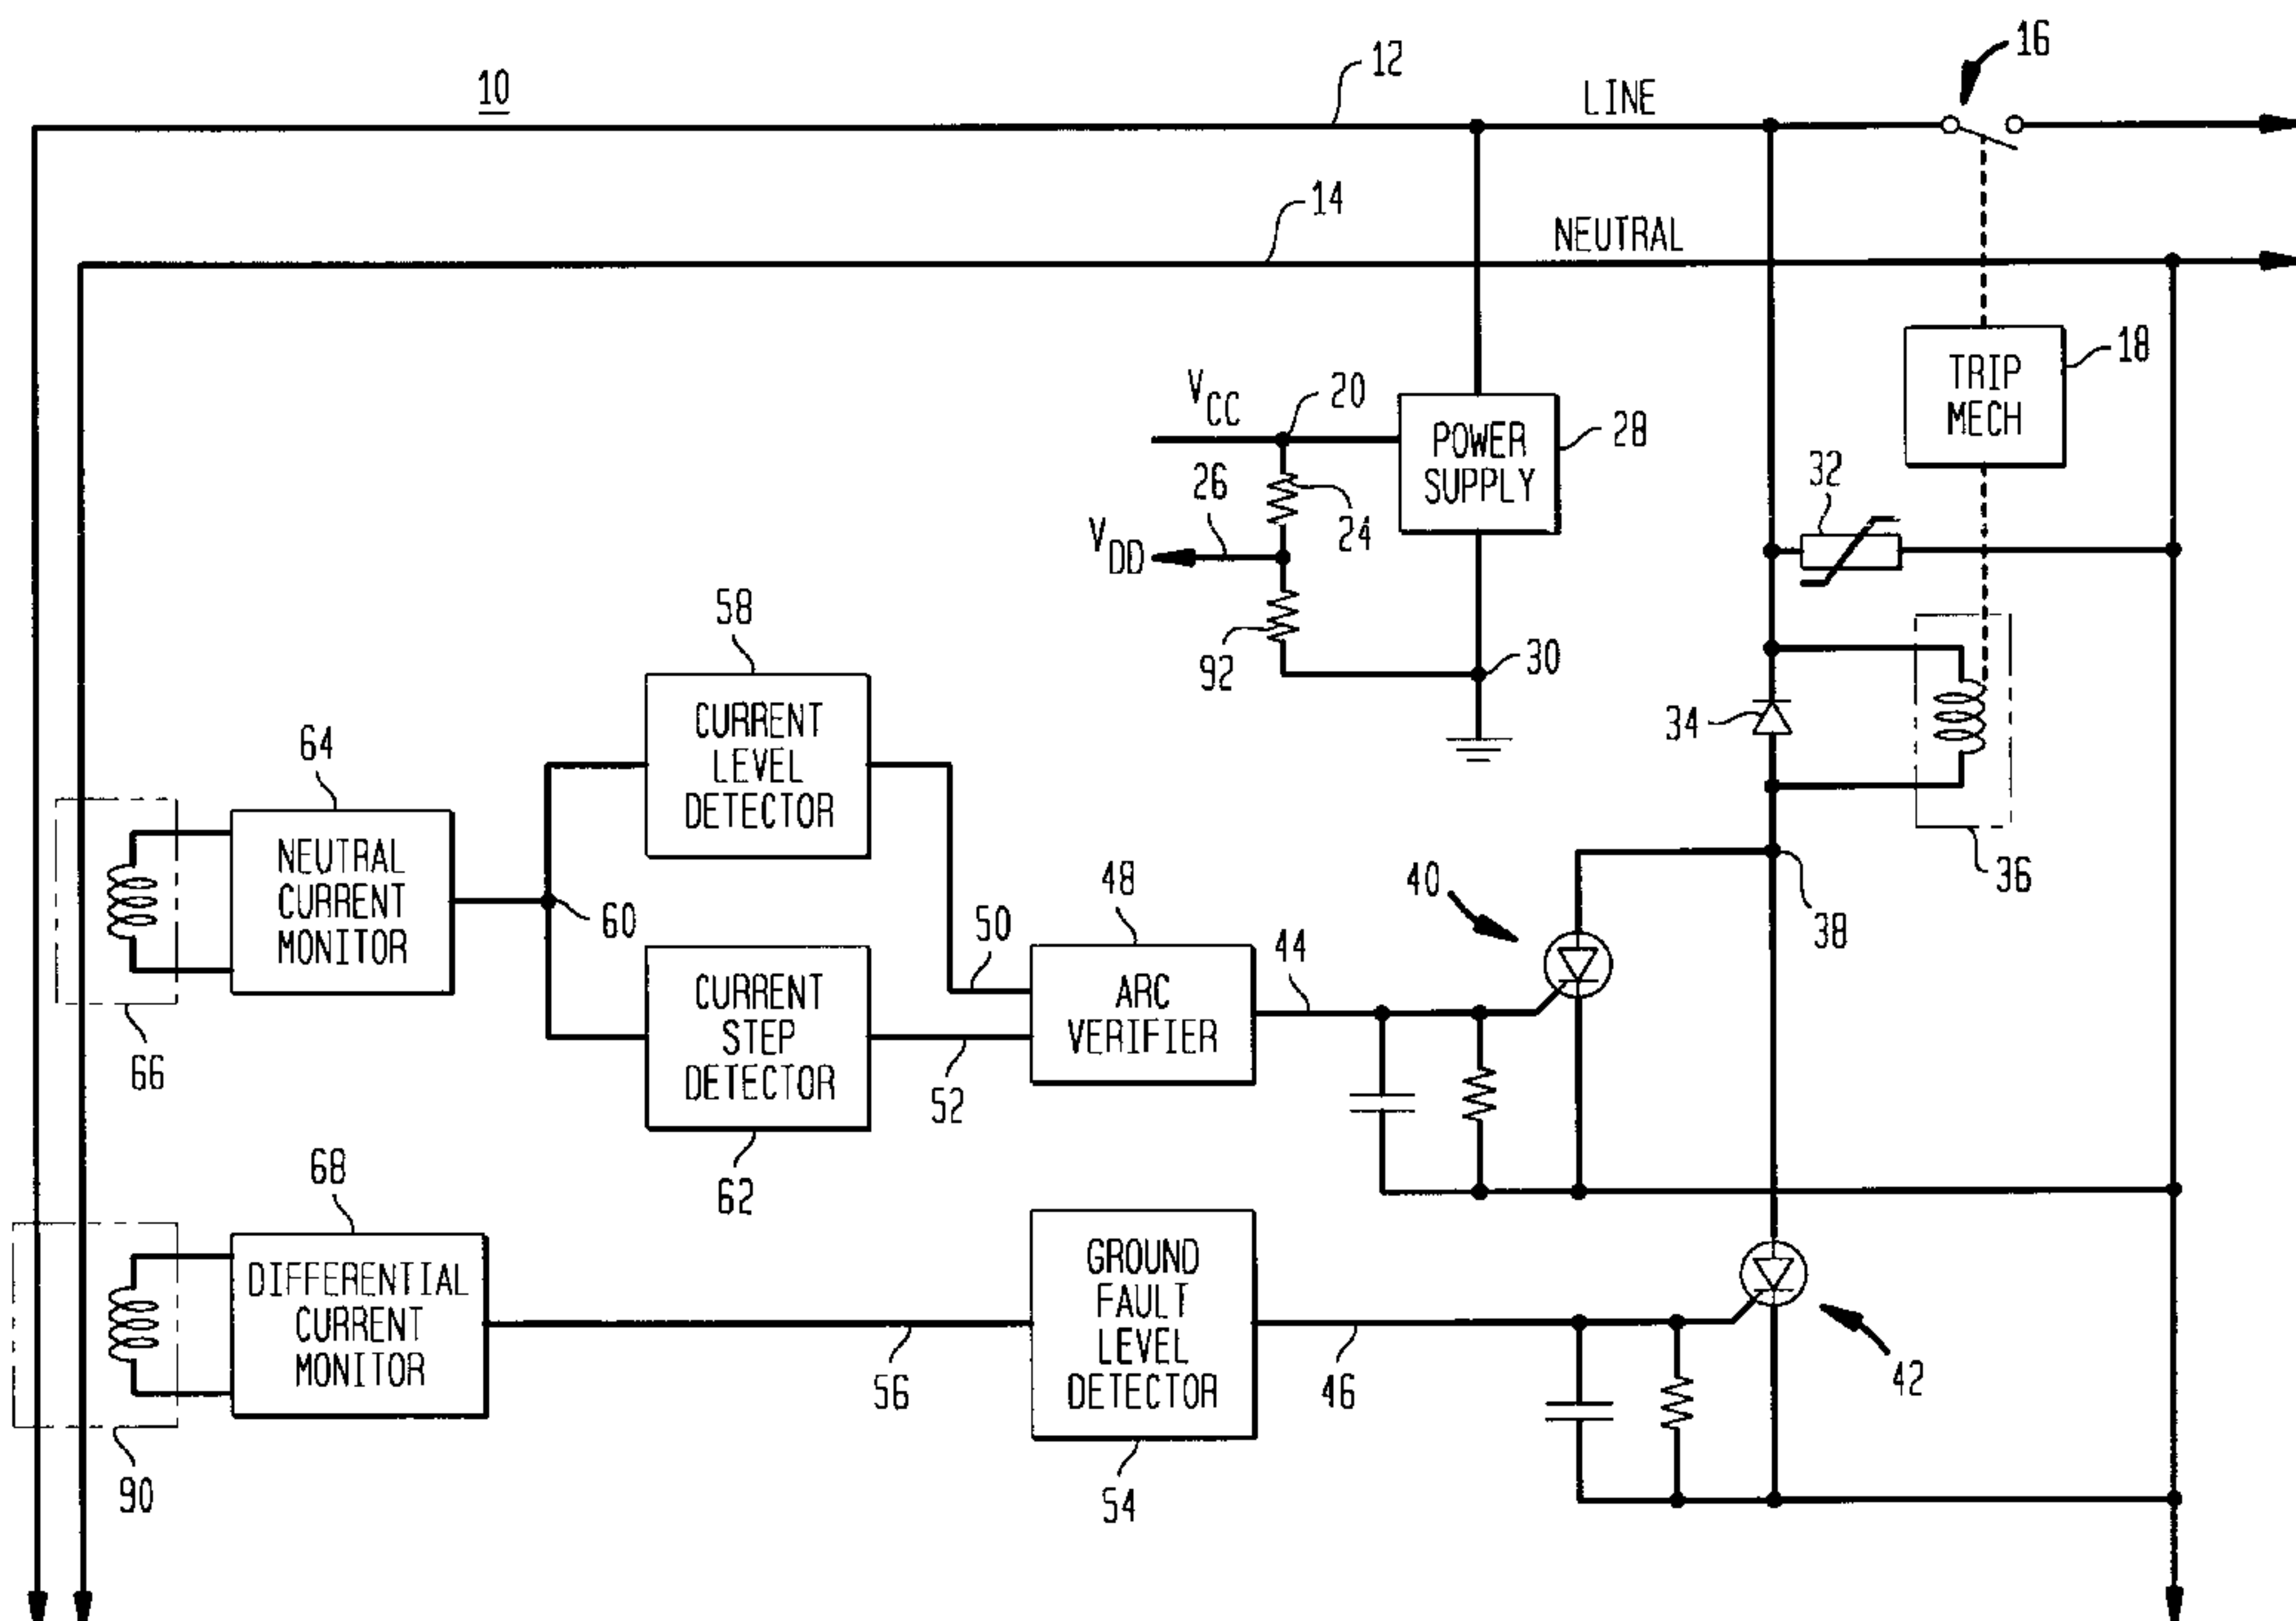 10
12
LINE
16
14
NEUTRAL
18
TRIP
MECH
VCC
20
POWER
SUPPLY
28
26
24
VDD
92
30
32
34
36
38
58
CURRENT
LEVEL
DETECTOR
64
NEUTRAL
CURRENT
MONITOR
60
66
CURRENT
STEP
DETECTOR
62
50
52
48
ARC
VERIFIER
44
40
68
DIFFERENTIAL
CURRENT
MONITOR
90
56
GROUND
FAULT
LEVEL
DETECTOR
54
46
42